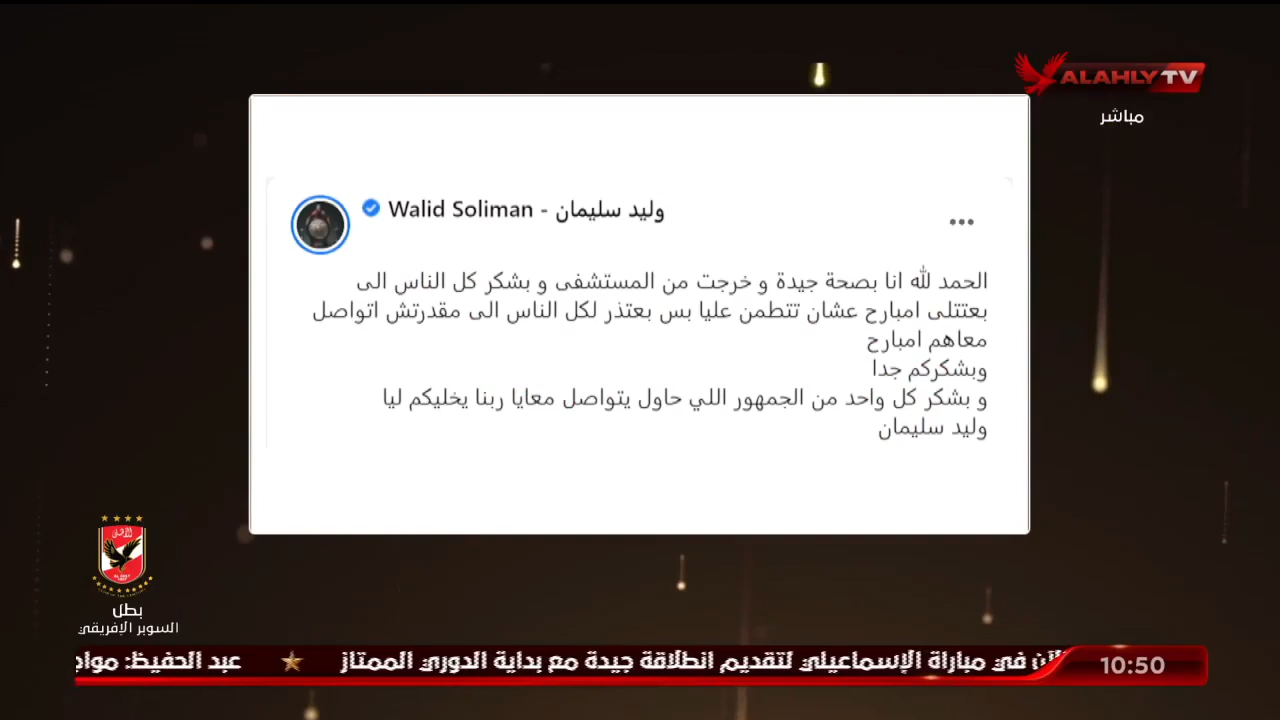 ALAHLY TV
مباشر
وليد سليمان - Walid Soliman
الحمد لله انا بصحة جيدة و خرجت من المستشفى و بشكر كل الناس الى
بعتتلى امبارح عشان تتطمن عليا بس بعتذر لكل الناس الى مقدرتش اتواصل
معاهم امبارح
وبشكركم جدا
و بشكر كل واحد من الجمهور اللي حاول يتواصل معايا ربنا يخليكم ليا
وليد سليمان
بطل
السوبر الإفريقي
في مباراة الإسماعيلي لتقديم انطلاقة جيدة مع بداية الدوري الممتاز ★ عبد الحفيظ:
10:50